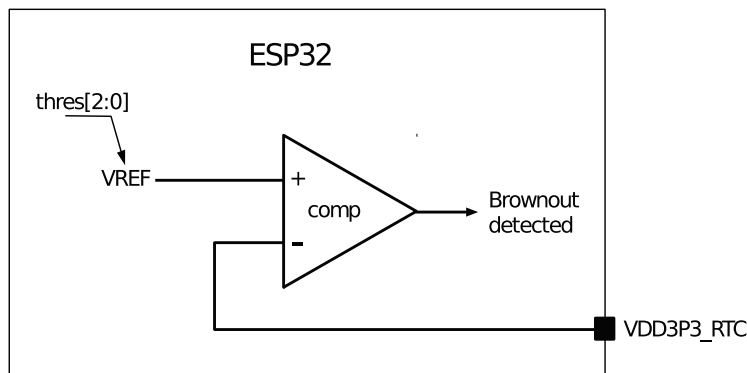 ESP32
thres[2:0]
VREF
+
comp
-
Brownout
detected
VDD3P3_RTC